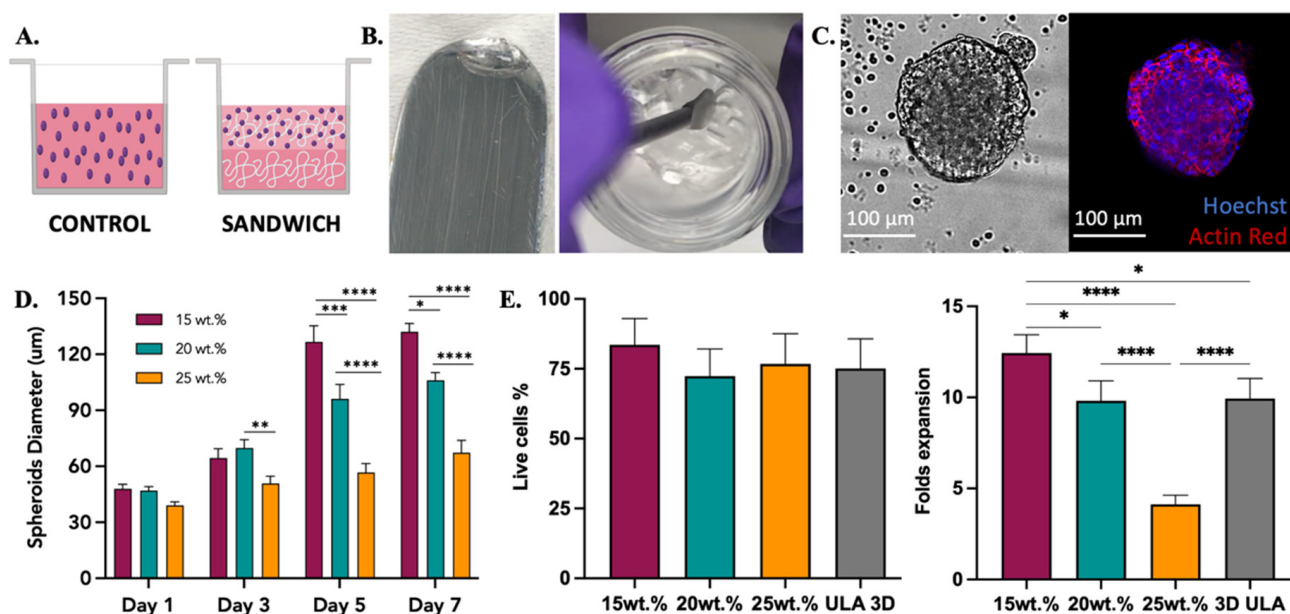 A.
CONTROL
SANDWICH
B.
C.
100 µm
100 µm
Hoechst
Actin Red
D.
Spheroids Diameter (um)
150
120
90
60
30
0
15 wt.%
20 wt.%
25 wt.%
**
****
***
****
****
*
****
Day 1
Day 3
Day 5
Day 7
E.
Live cells %
100
75
50
25
0
15wt.%
20wt.%
25wt.%
ULA 3D
Folds expansion
15
10
5
0
*
****
*
****
****
15wt.%
20wt.%
25wt.%
3D ULA